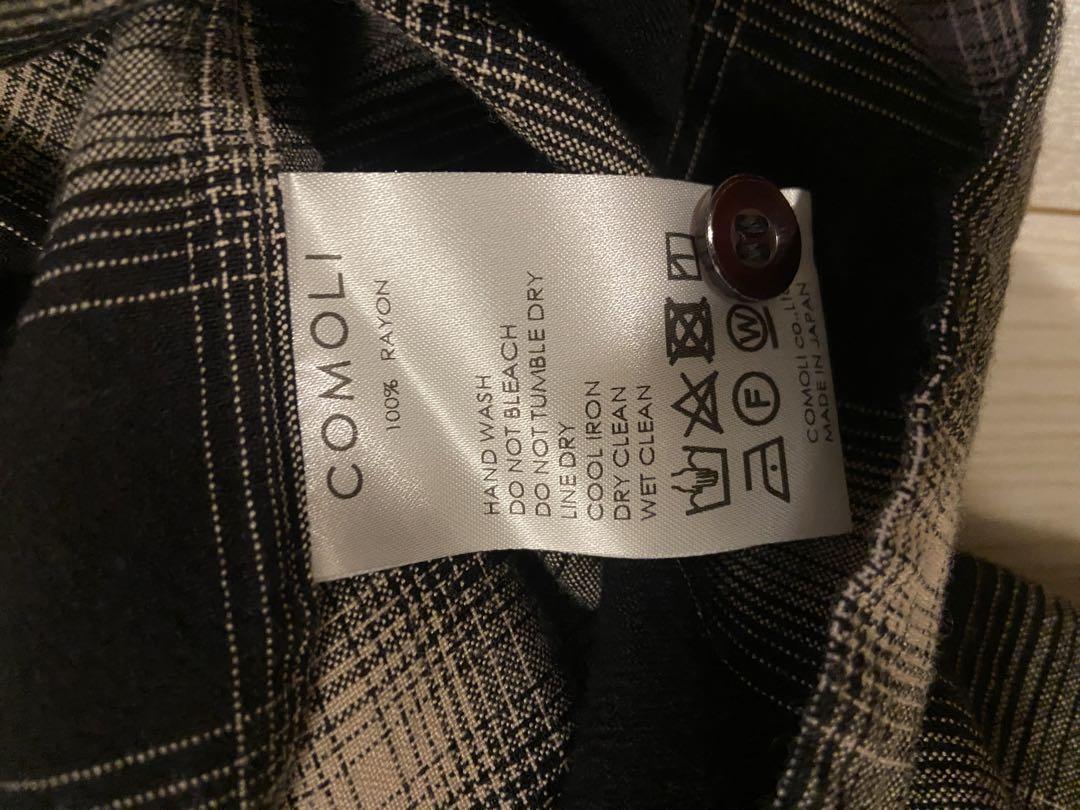 COMOLI
100% RAYON
HAND WASH
DO NOT BLEACH
DO NOT TUMBLE DRY
LINE DRY
COOL IRON
DRY CLEAN
WET CLEAN
F W
COMOLI CO.,
MADE IN JAPAN